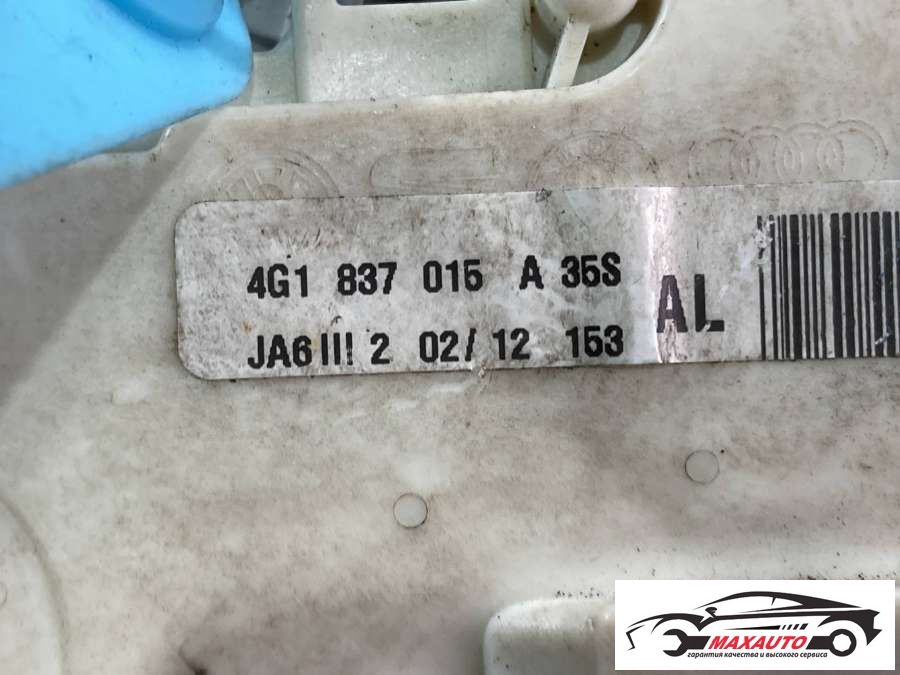 4G1 837 015 A 35S
JA6 III 2 02/12 153
AL
MAXAUTO
гарантия качества и высокого сервиса